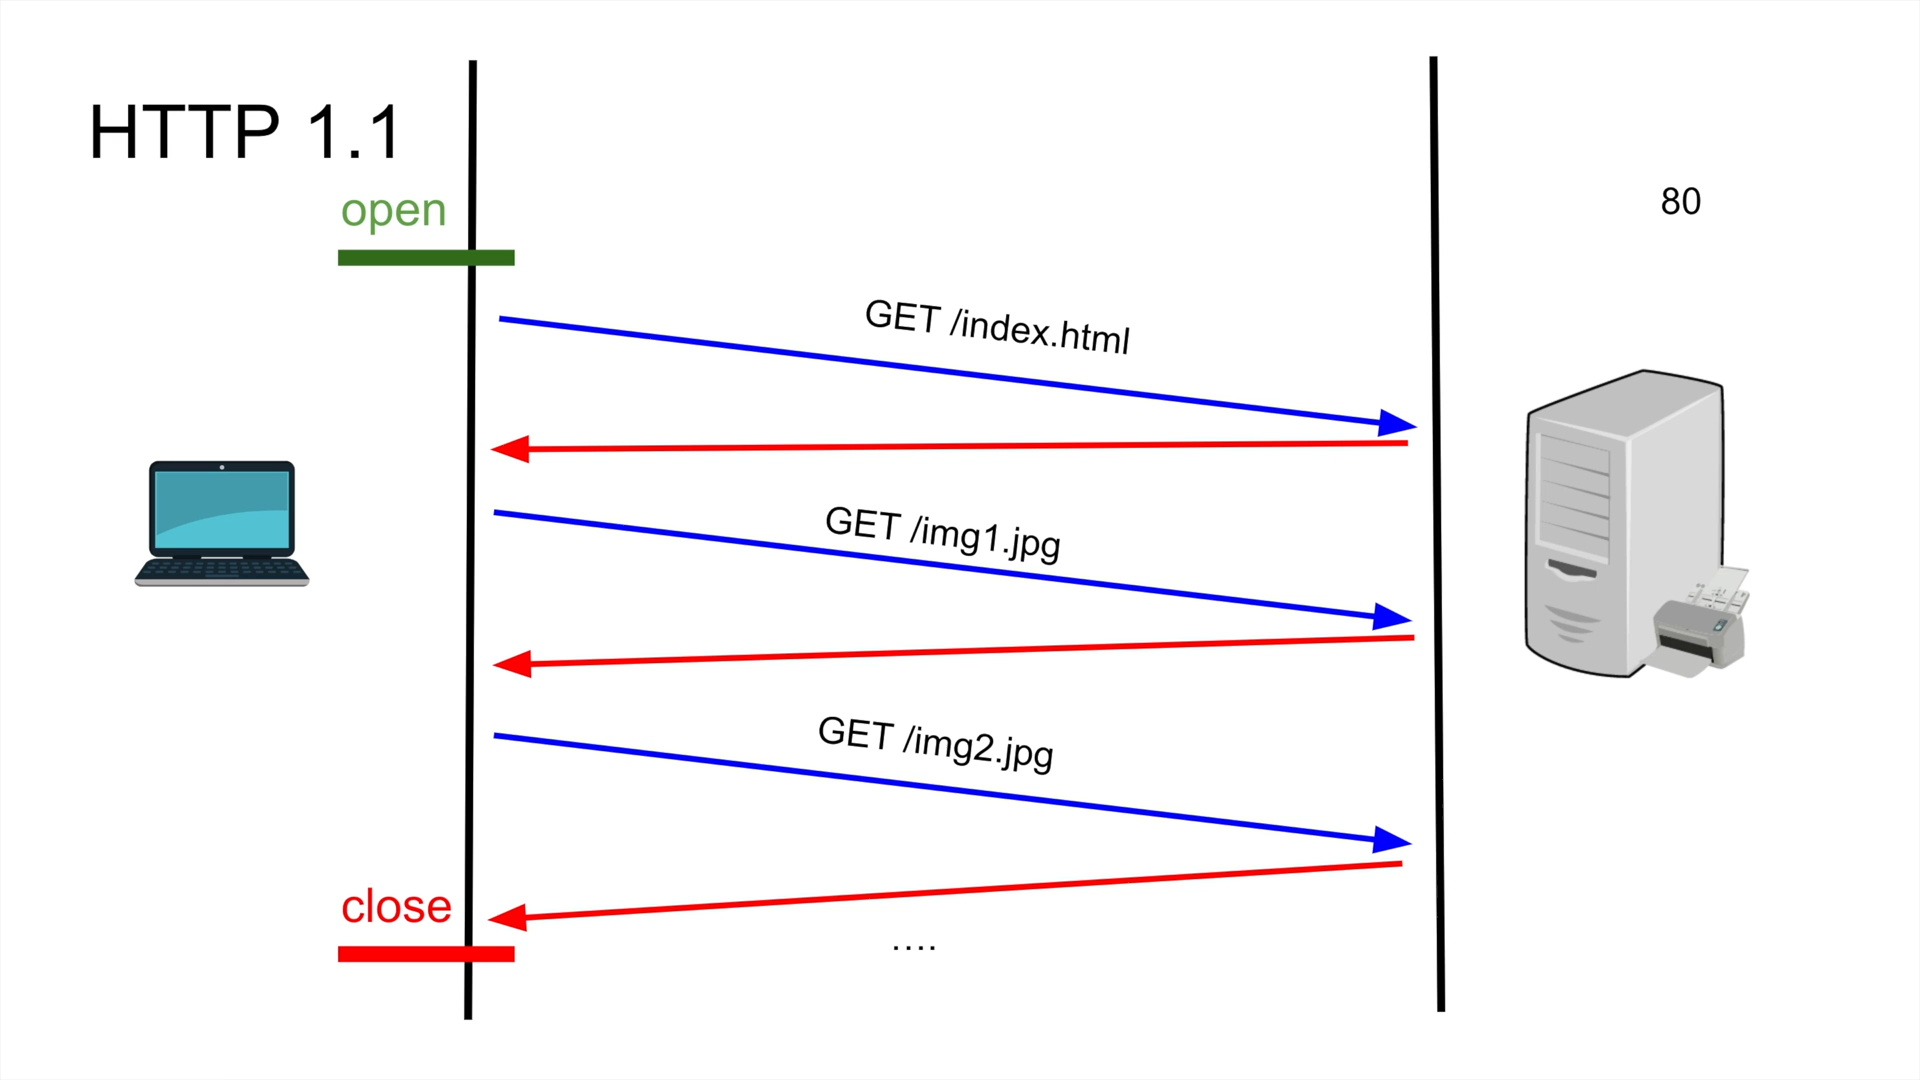 HTTP 1.1
open
80
GET /index.html
GET /img1.jpg
GET /img2.jpg
close
....